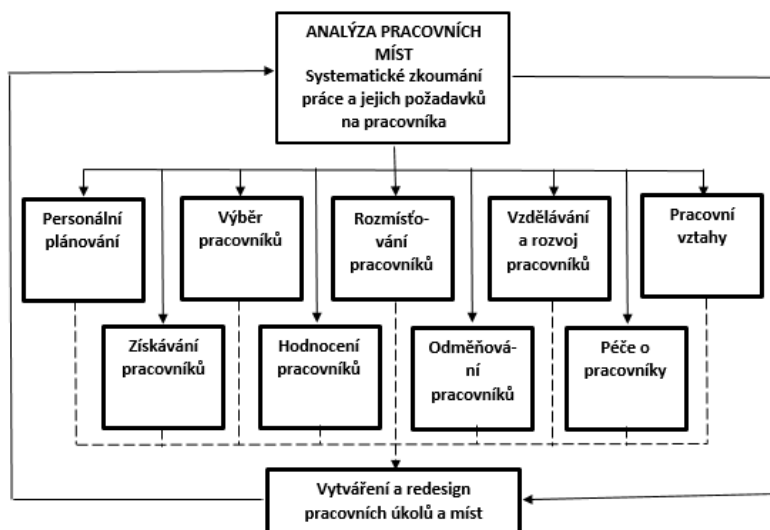 ANALÝZA PRACOVNÍCH
MÍST
Systematické zkoumání
práce a jejich požadavků
na pracovníka
Personální
plánování
Výběr
pracovníků
Rozmísťo-
vání
pracovníků
Vzdělávání
a rozvoj
pracovníků
Pracovní
vztahy
Získávání
pracovníků
Hodnocení
pracovníků
Odměňová-
ní
pracovníků
Péče o
pracovníky
Vytváření a redesign
pracovních úkolů a míst